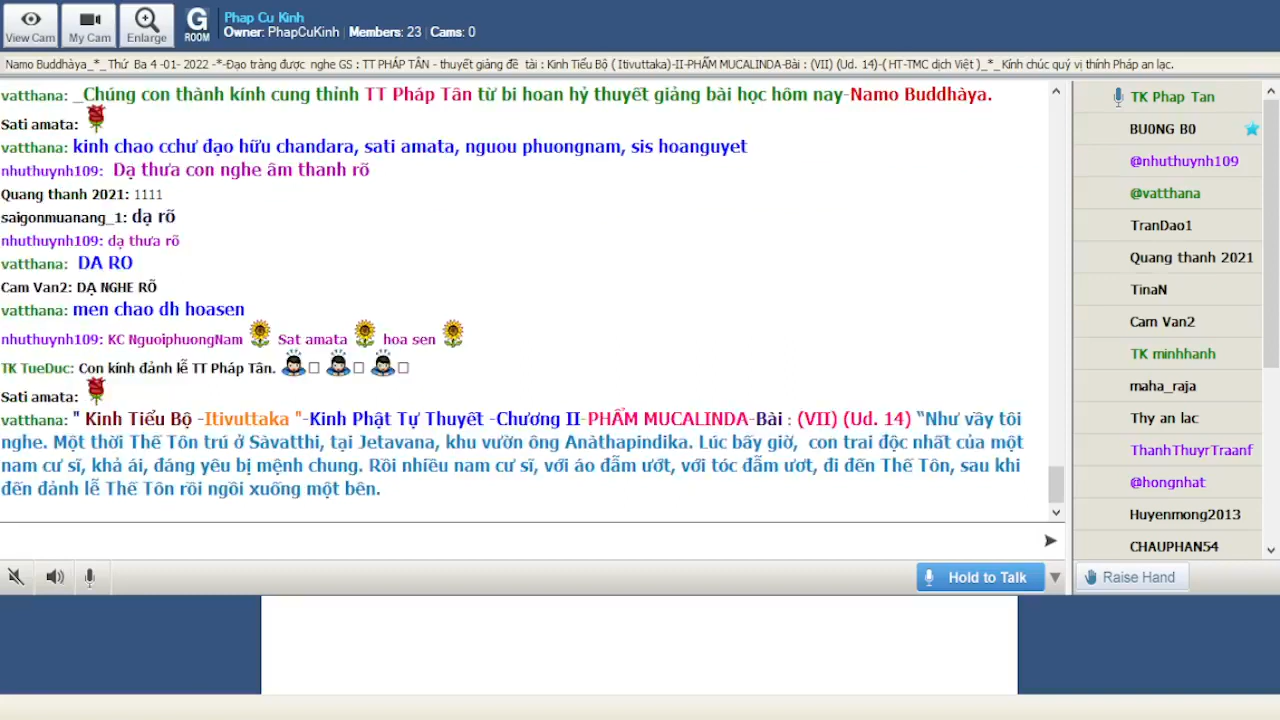 View Cam
My Cam
Enlarge
G
ROOM
Phap Cu Kinh
Owner: PhapCuKinh | Members: 23 | Cams: 0
Namo Buddhàya_*_Thứ Ba 4 -01- 2022 -*-Đạo tràng được nghe GS : TT PHÁP TÂN - thuyết giảng đề tài : Kinh Tiểu Bộ ( Itivuttaka)-II-PHẨM MUCALINDA-Bài : (VII) (Ud. 14)-( HT-TMC dịch Việt )_*_Kính chúc quý vị thính Pháp an lạc.
vatthana: _Chúng con thành kính cung thỉnh TT Pháp Tân từ bi hoan hỷ thuyết giảng bài học hôm nay-Namo Buddhàya.
Sati amata:
vatthana: kinh chao cchư đạo hữu chandara, sati amata, nguou phuongnam, sis hoanguyet
nhuthuynh109: Dạ thưa con nghe âm thanh rõ
Quang thanh 2021: 1111
saigonmuanang_1: dạ rõ
nhuthuynh109: dạ thưa rõ
vatthana: DA RO
Cam Van2: DẠ NGHE RÕ
vatthana: men chao dh hoasen
nhuthuynh109: KC NguoiphuongNam Sat amata hoa sen
TK TueDuc: Con kính đảnh lễ TT Pháp Tân.
Sati amata:
vatthana: " Kinh Tiểu Bộ -Itivuttaka "-Kinh Phật Tự Thuyết -Chương II-PHẨM MUCALINDA-Bài : (VII) (Ud. 14) “Như vầy tôi
nghe. Một thời Thế Tôn trú ở Sàvatthi, tại Jetavana, khu vườn ông Anàthapindika. Lúc bấy giờ, con trai độc nhất của một
nam cư sĩ, khả ái, đáng yêu bị mệnh chung. Rồi nhiều nam cư sĩ, với áo đẫm ướt, với tóc đẫm ươt, đi đến Thế Tôn, sau khi
đến đảnh lễ Thế Tôn rồi ngồi xuống một bên.
TK Phap Tan
BU0NG B0
@nhuthuynh109
@vatthana
TranDao1
Quang thanh 2021
TinaN
Cam Van2
TK minhhanh
maha_raja
Thy an lac
ThanhThuyrTraanf
@hongnhat
Huyenmong2013
CHAUPHAN54
Hold to Talk
Raise Hand